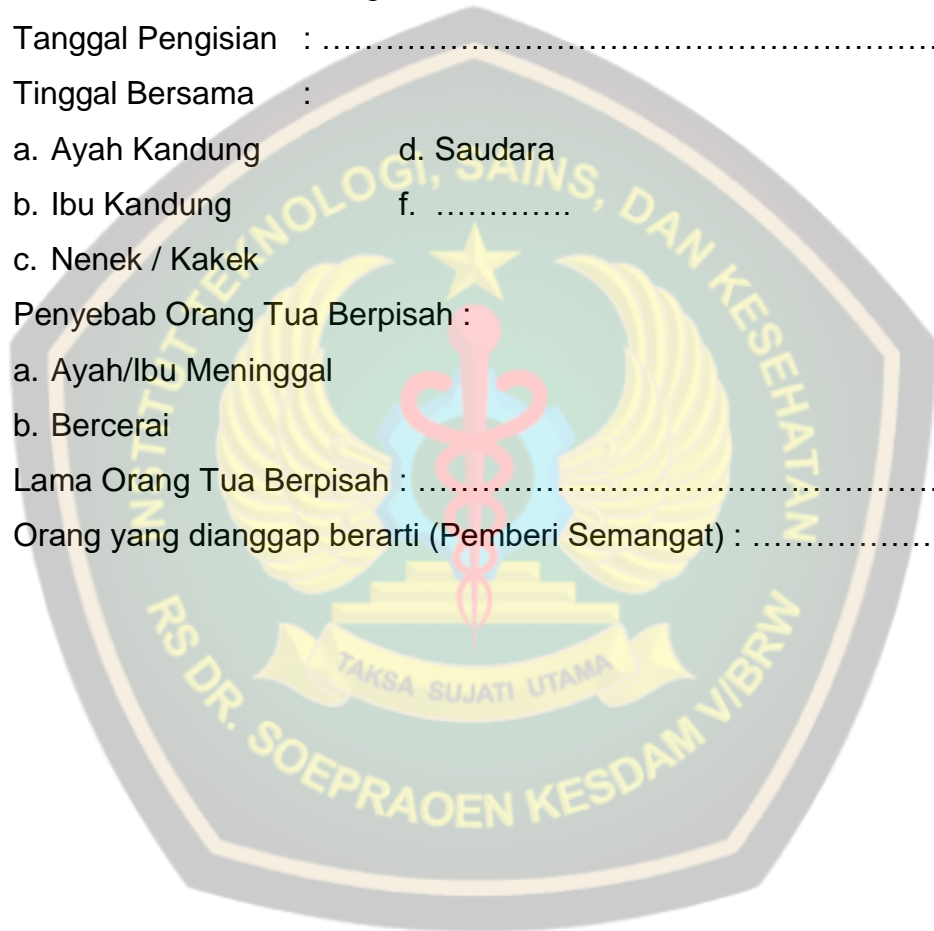 Tanggal Pengisian : ……………………………………………………
Tinggal Bersama :
a. Ayah Kandung d. Saudara
b. Ibu Kandung f. ………….
c. Nenek / Kakek
Penyebab Orang Tua Berpisah :
a. Ayah/Ibu Meninggal
b. Bercerai
Lama Orang Tua Berpisah : …………………………………………
Orang yang dianggap berarti (Pemberi Semangat) : ………………
INSTITUT TEKNOLOGI, SAINS, DAN KESEHATAN
TAKSA SUJATI UTAMA
RS DR. SOEPRAOEN KESDAM V/BRW